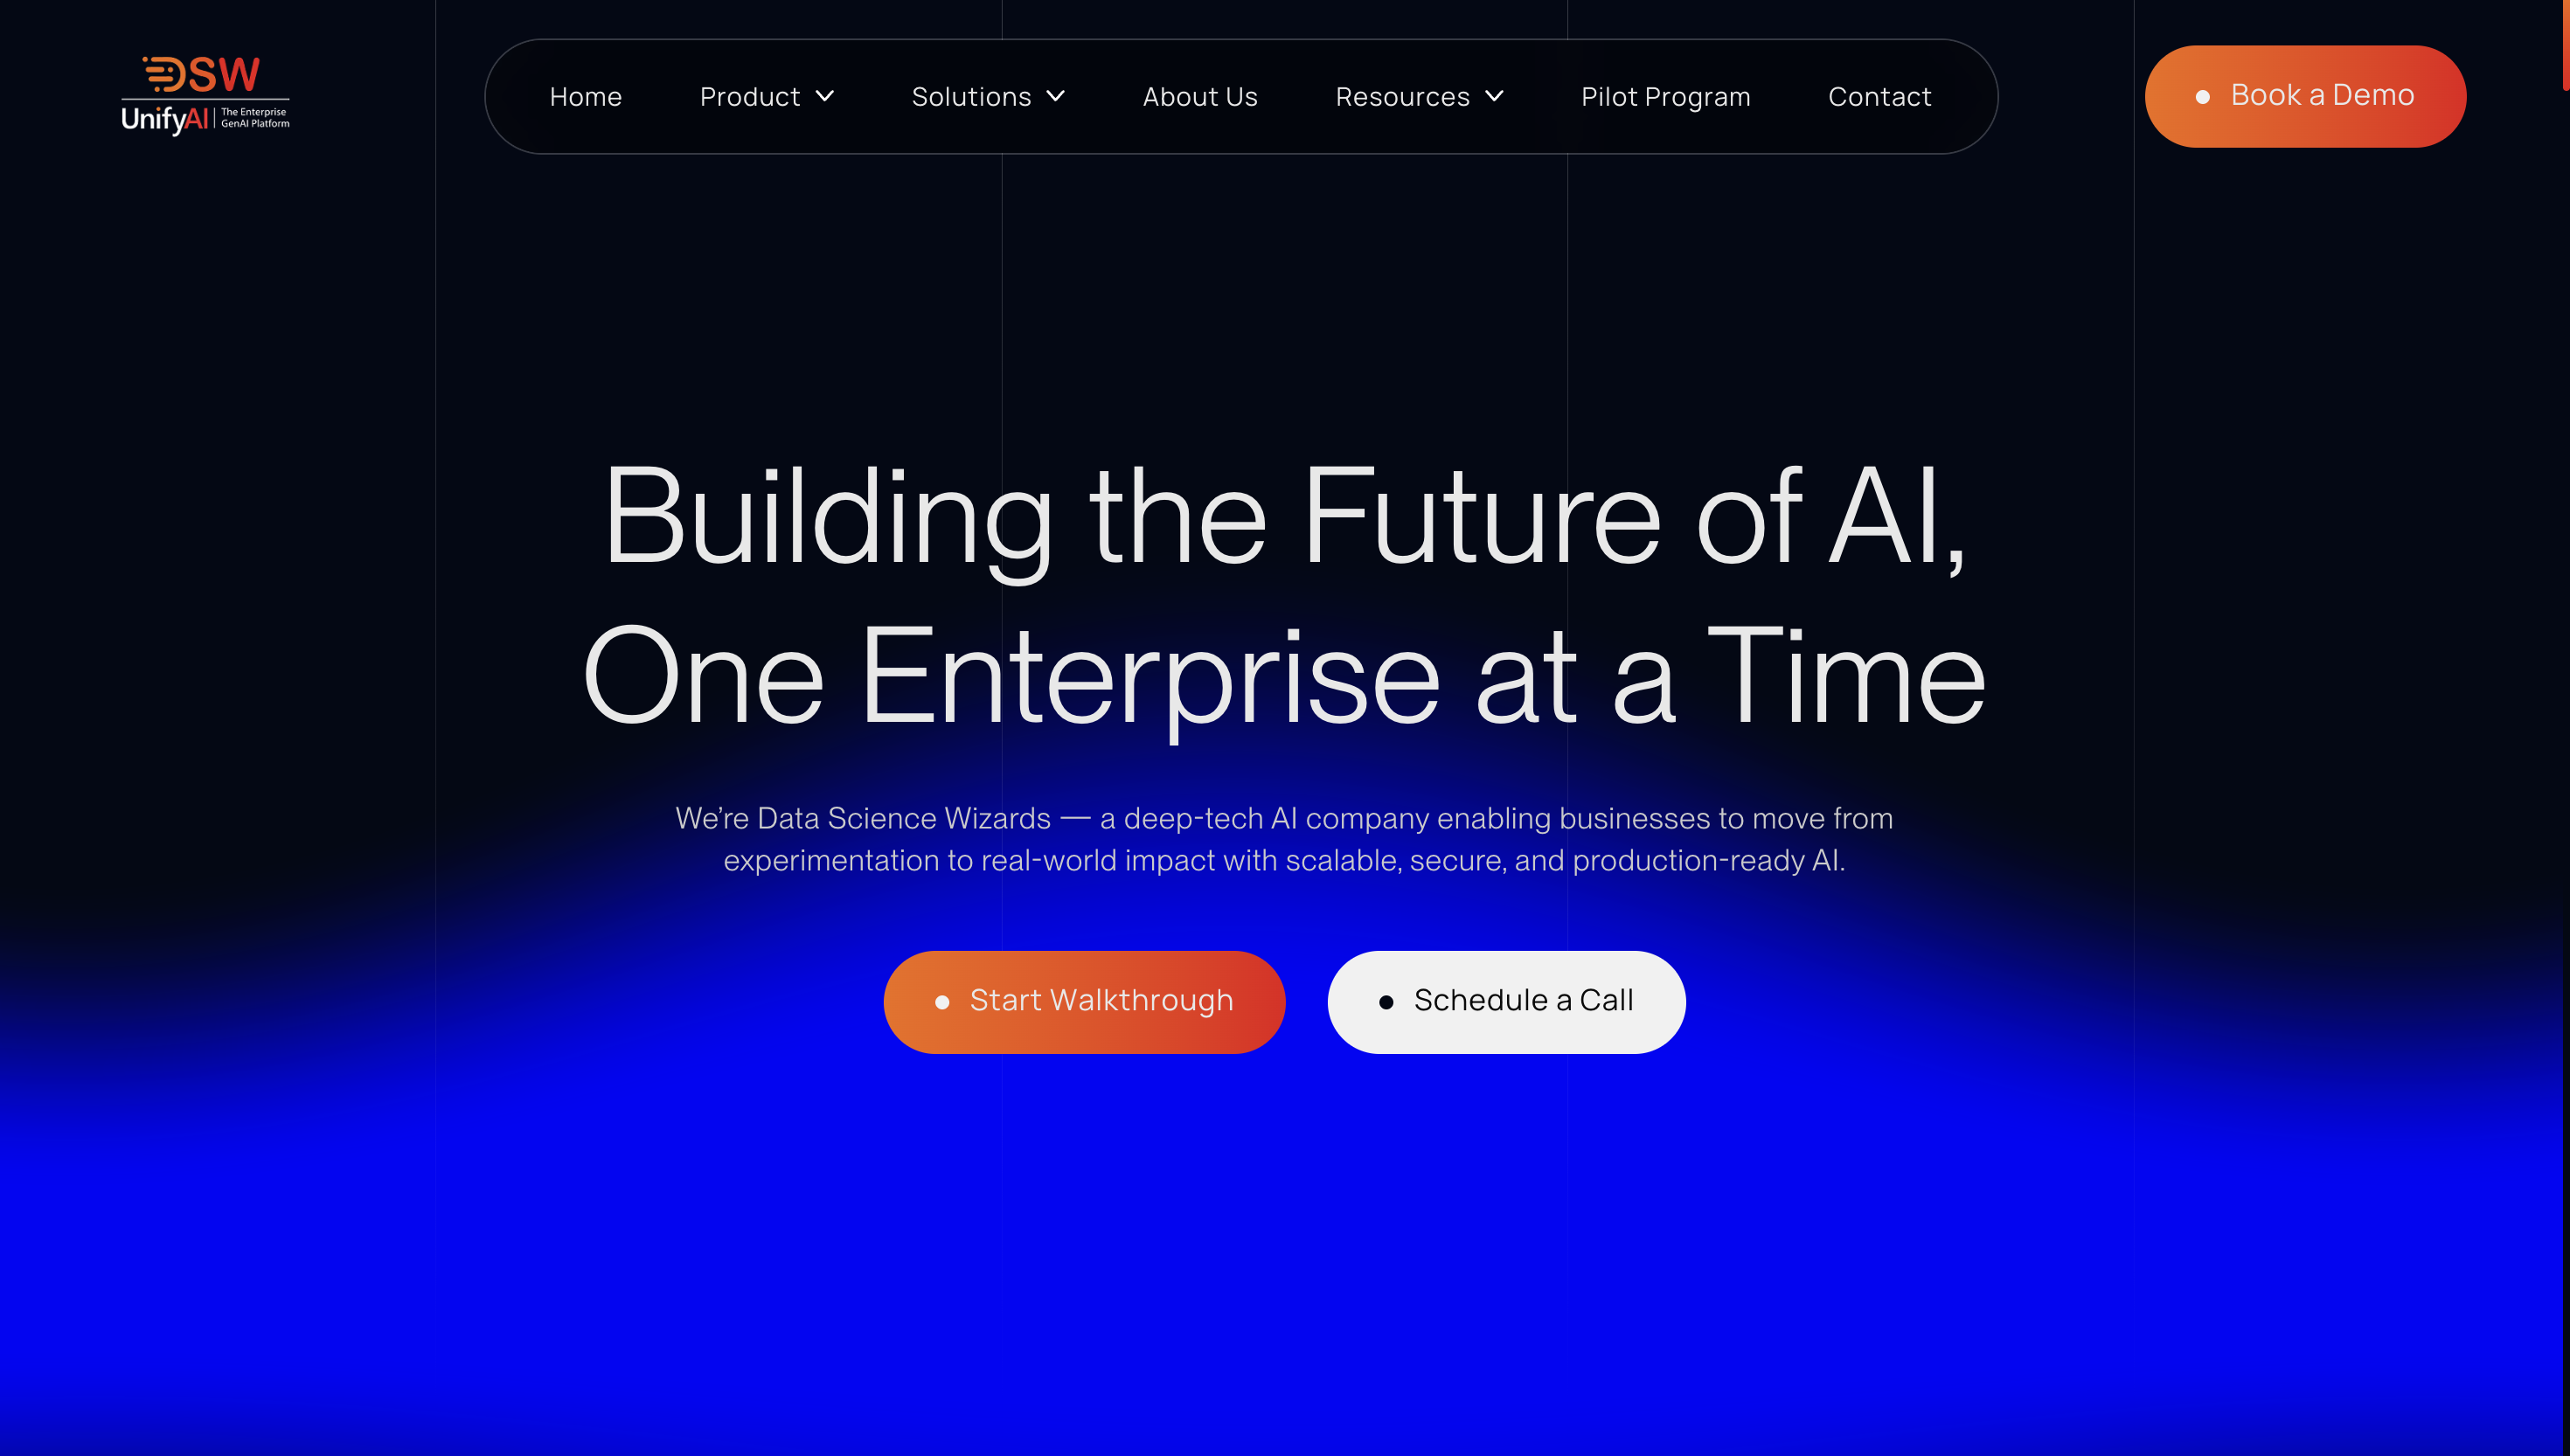 DSW
UnifyAI
The Enterprise
GenAI Platform
Home
Product
Solutions
About Us
Resources
Pilot Program
Contact
Book a Demo
Building the Future of AI,
One Enterprise at a Time
We’re Data Science Wizards — a deep-tech AI company enabling businesses to move from
experimentation to real-world impact with scalable, secure, and production-ready AI.
Start Walkthrough
Schedule a Call